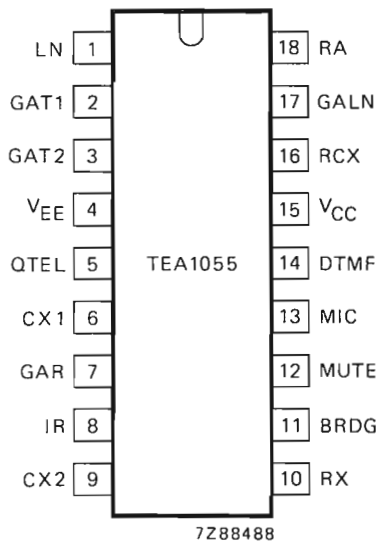 LN 1 18 RA
GAT1 2 17 GALN
GAT2 3 16 RCX
VEE 4 15 VCC
QTEL 5 TEA1055 14 DTMF
CX1 6 13 MIC
GAR 7 12 MUTE
IR 8 11 BRDG
CX2 9 10 RX
7Z88488